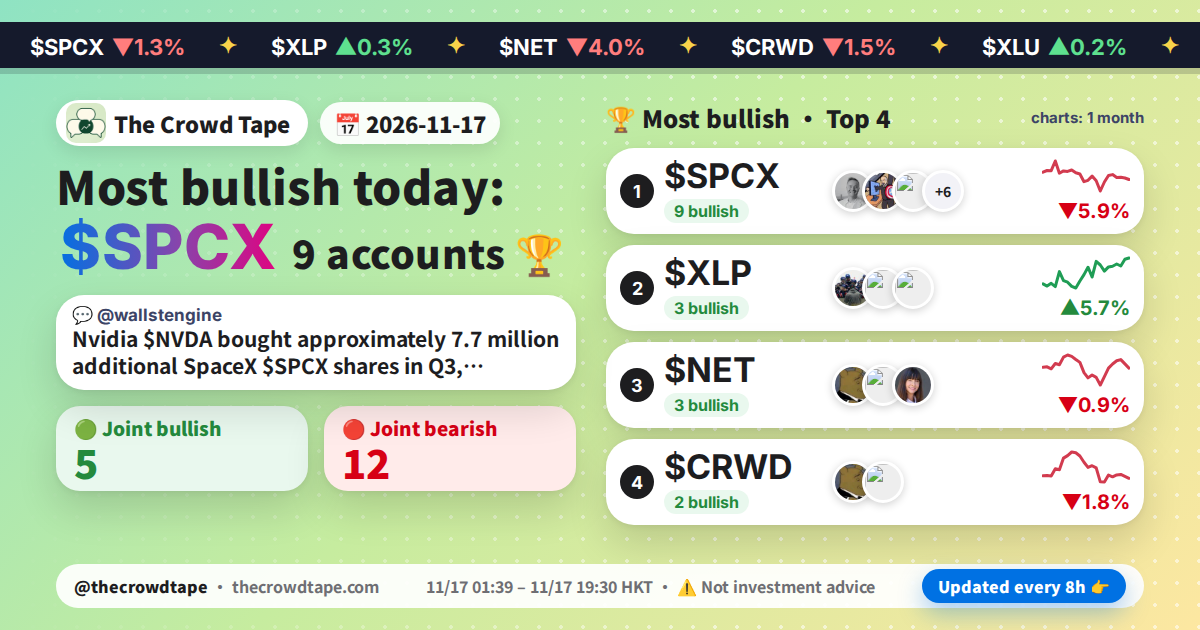 $SPCX ▼1.3% ✦ $XLP ▲0.3% ✦ $NET ▼4.0% ✦ $CRWD ▼1.5% ✦ $XLU ▲0.2% ✦
The Crowd Tape
📅 2026-11-17
Most bullish today:
$SPCX 9 accounts 🏆
💬 @wallstengine
Nvidia $NVDA bought approximately 7.7 million
additional SpaceX $SPCX shares in Q3,…
🟢 Joint bullish
5
🔴 Joint bearish
12
🏆 Most bullish • Top 4
charts: 1 month
1 $SPCX
9 bullish
+6
▼5.9%
2 $XLP
3 bullish
▲5.7%
3 $NET
3 bullish
▼0.9%
4 $CRWD
2 bullish
▼1.8%
@thecrowdtape • thecrowdtape.com
11/17 01:39 – 11/17 19:30 HKT • ⚠️ Not investment advice
Updated every 8h 👉